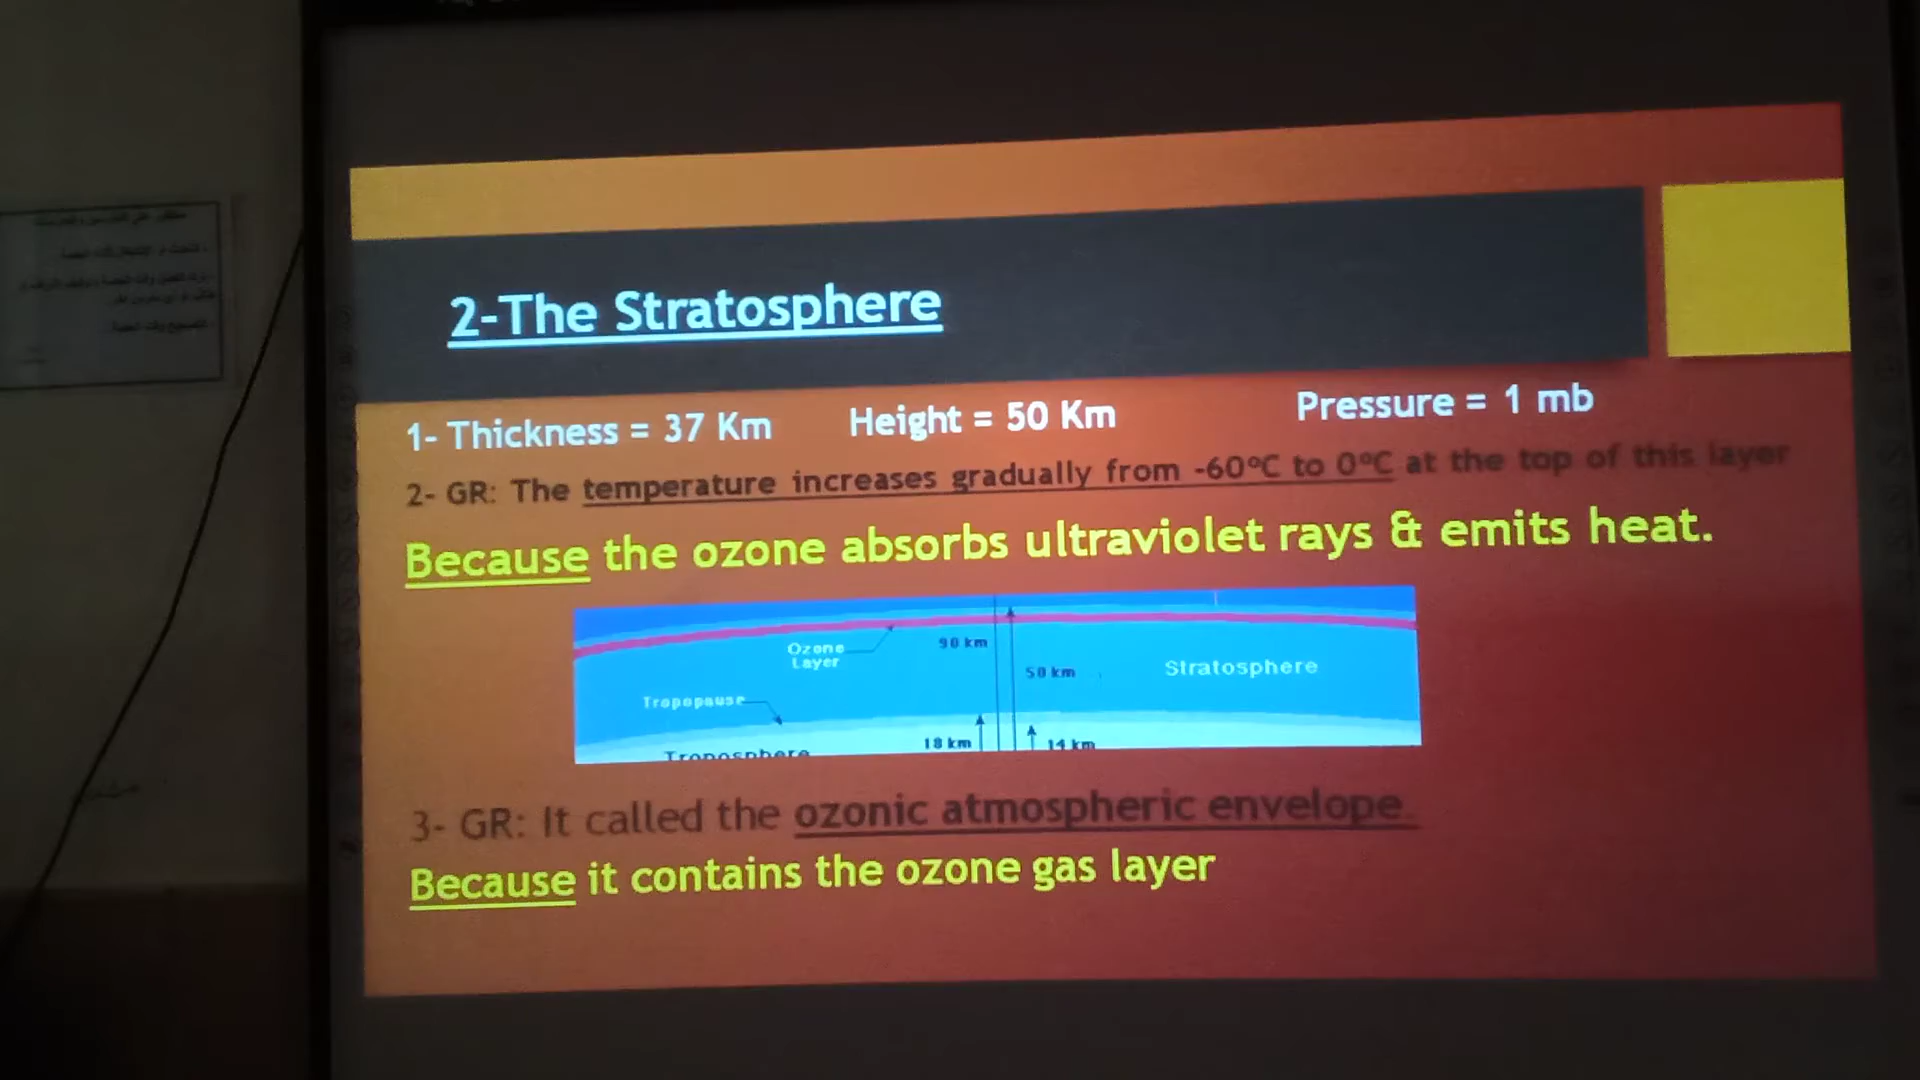 2-The Stratosphere
1- Thickness = 37 Km Height = 50 Km Pressure = 1 mb
2- GR: The temperature increases gradually from -60°C to 0°C at the top of this layer
Because the ozone absorbs ultraviolet rays & emits heat.
Ozone
Layer
90 km
50 km
Stratosphere
Tropopause
Troposphere
18 km
14 km
3- GR: It called the ozonic atmospheric envelope.
Because it contains the ozone gas layer